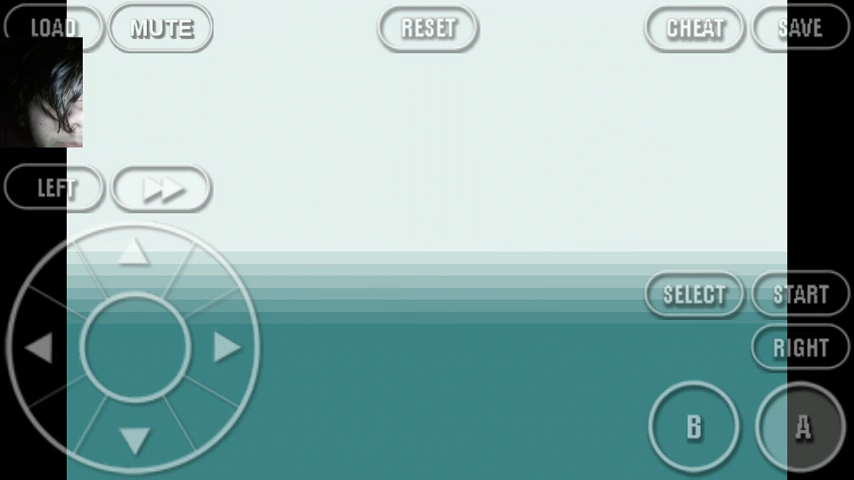 LOAD MUTE RESET CHEAT SAVE
LEFT
SELECT START
RIGHT
B A